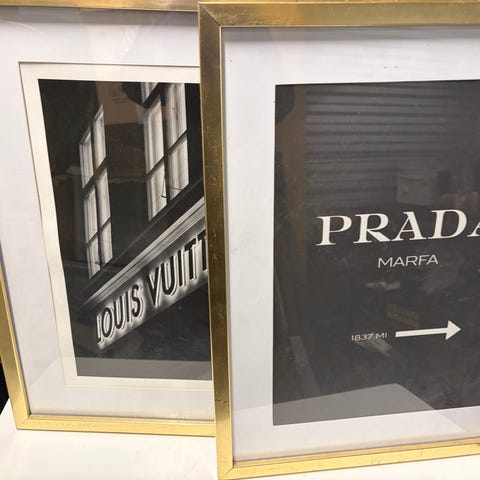 LOUIS VUITT
PRADA
MARFA
1837 MI